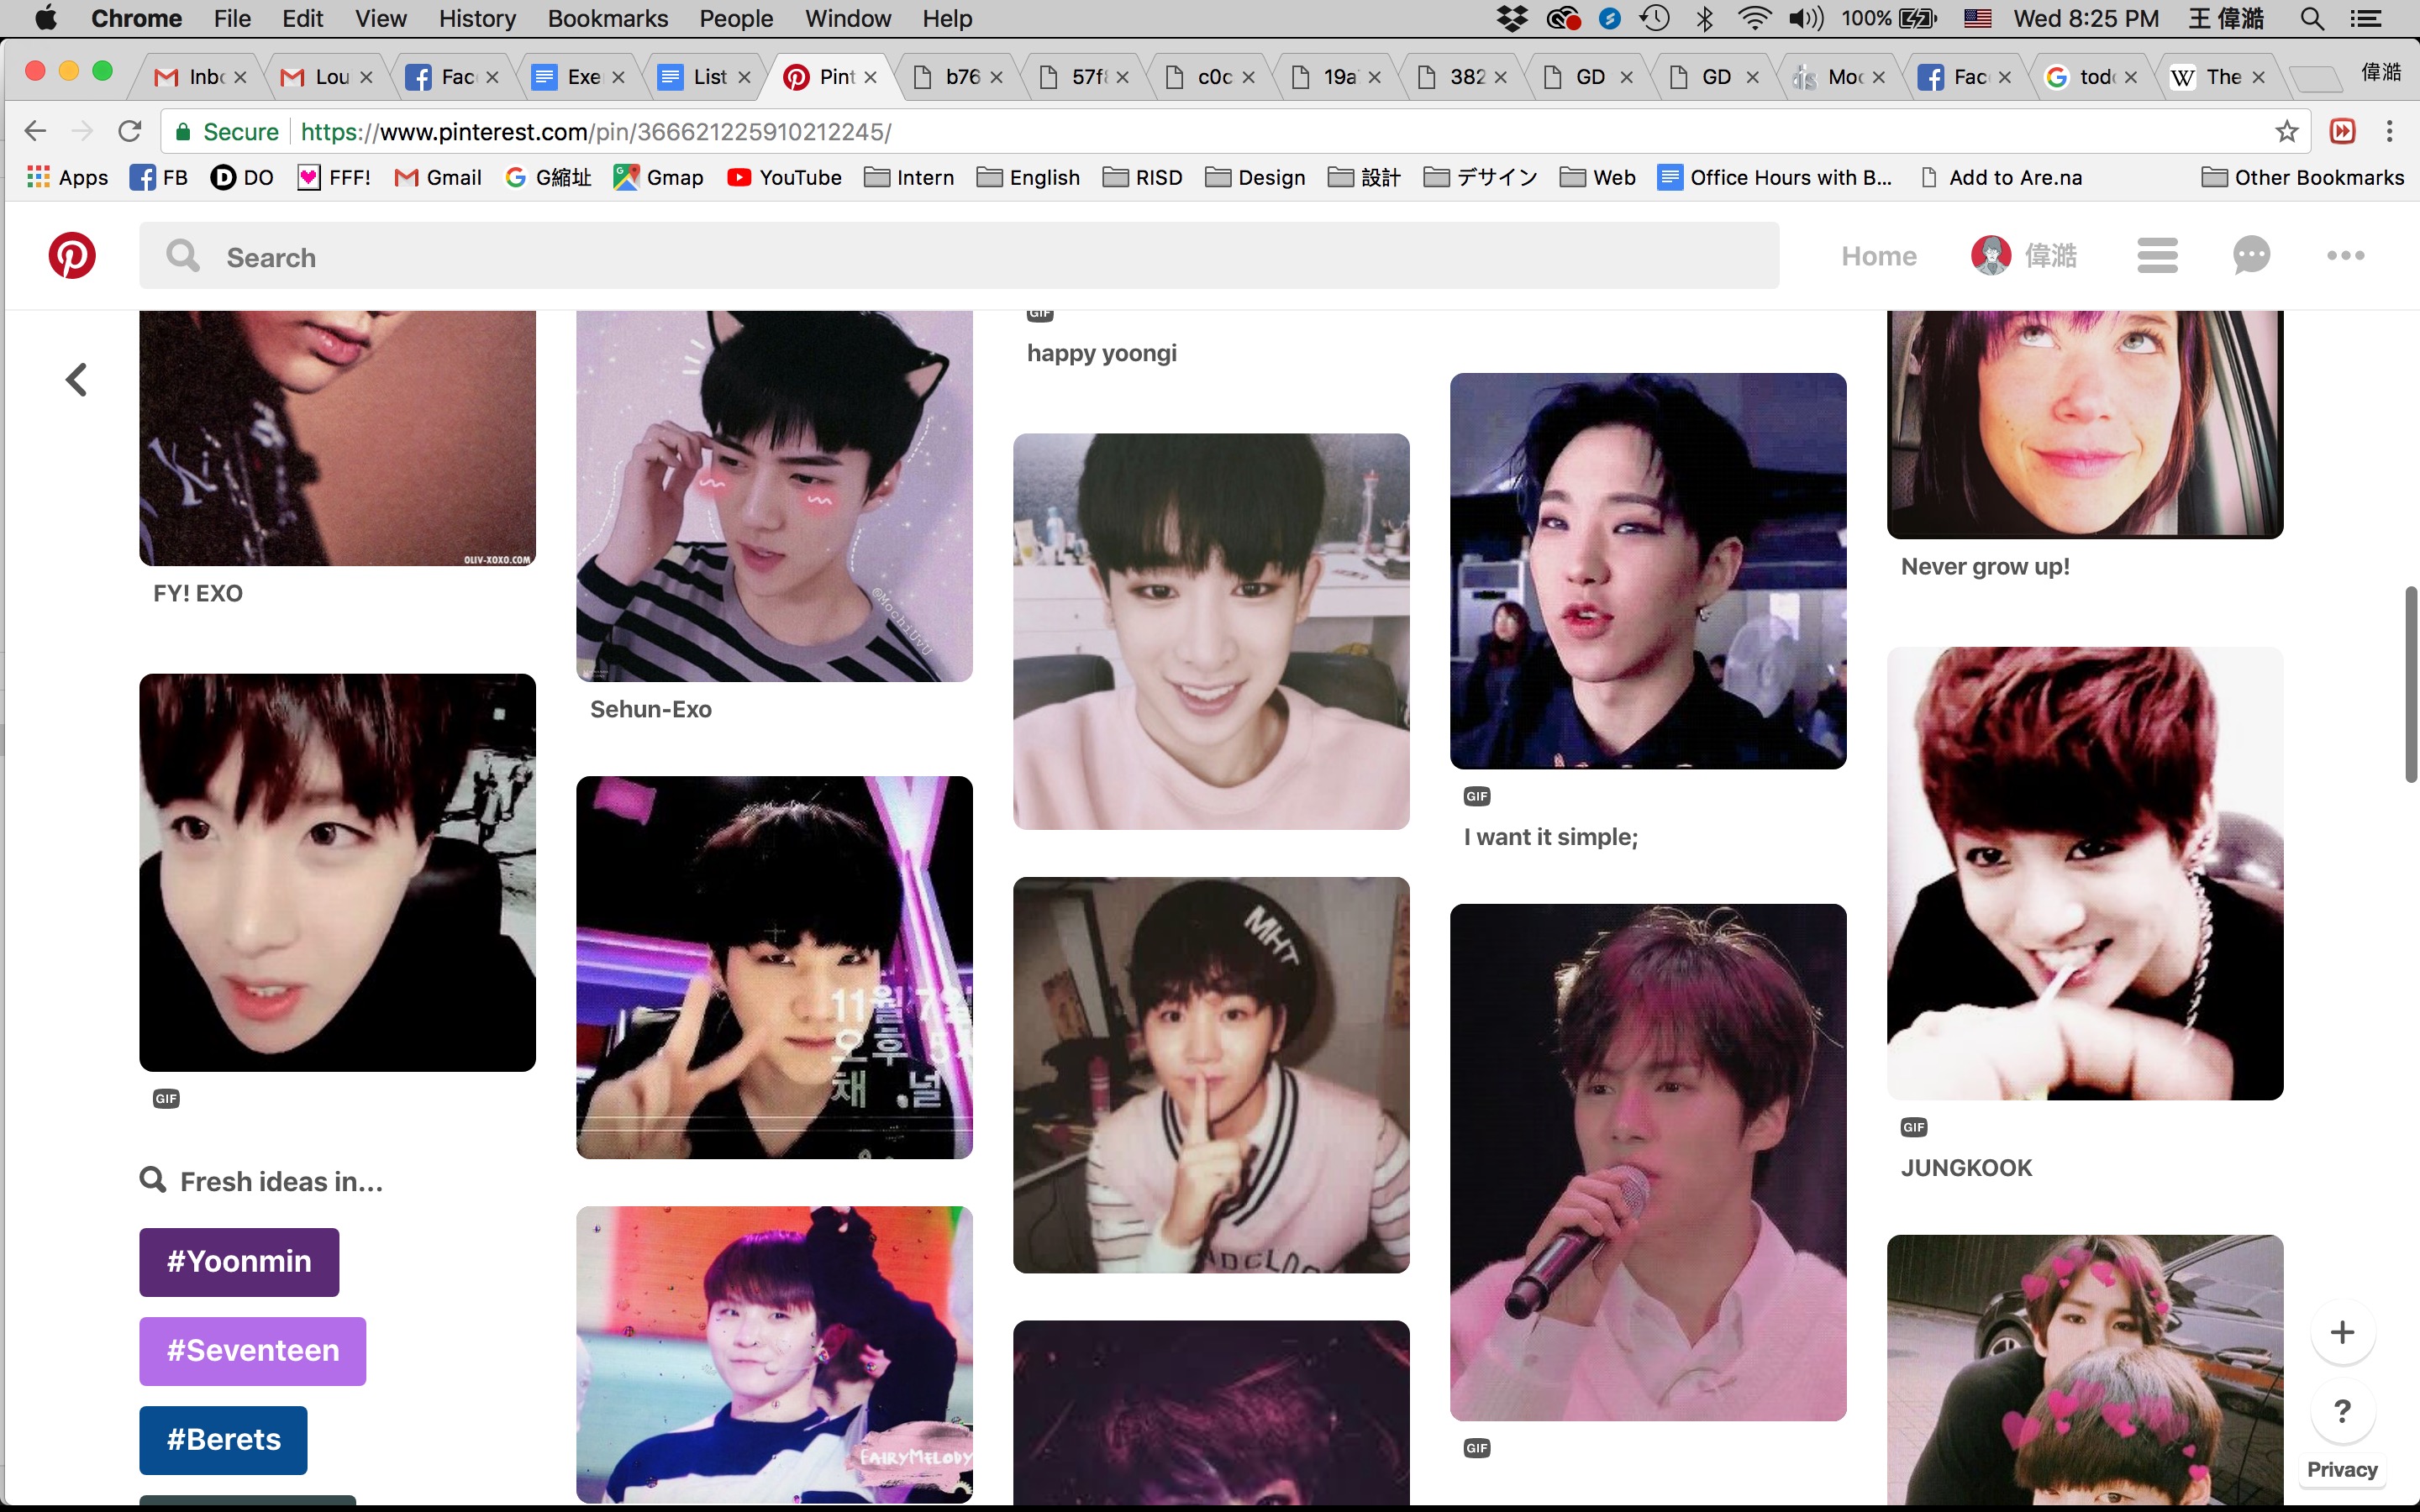 Chrome File Edit View History Bookmarks People Window Help 100% Wed 8:25 PM 王 偉澔
Inbo Lou Fac Exe List Pint b76 57f c0c 19a 382 GD GD Moc Fac todo The 偉澔
Secure https://www.pinterest.com/pin/366621225910212245/
Apps FB DO FFF! Gmail G縮址 Gmap YouTube Intern English RISD Design 設計 デサイン Web Office Hours with B... Add to Are.na Other Bookmarks
Search Home 偉澔
GIF
happy yoongi
OLIV-XOXO.COM
FY! EXO
@MochiUvU
Sehun-Exo
Never grow up!
GIF
I want it simple;
11월 7일
오후 5
채 널
MHT
GIF
GIF
JUNGKOOK
Fresh ideas in...
#Yoonmin
#Seventeen
#Berets
FAIRYMELODY
GIF
+
?
Privacy